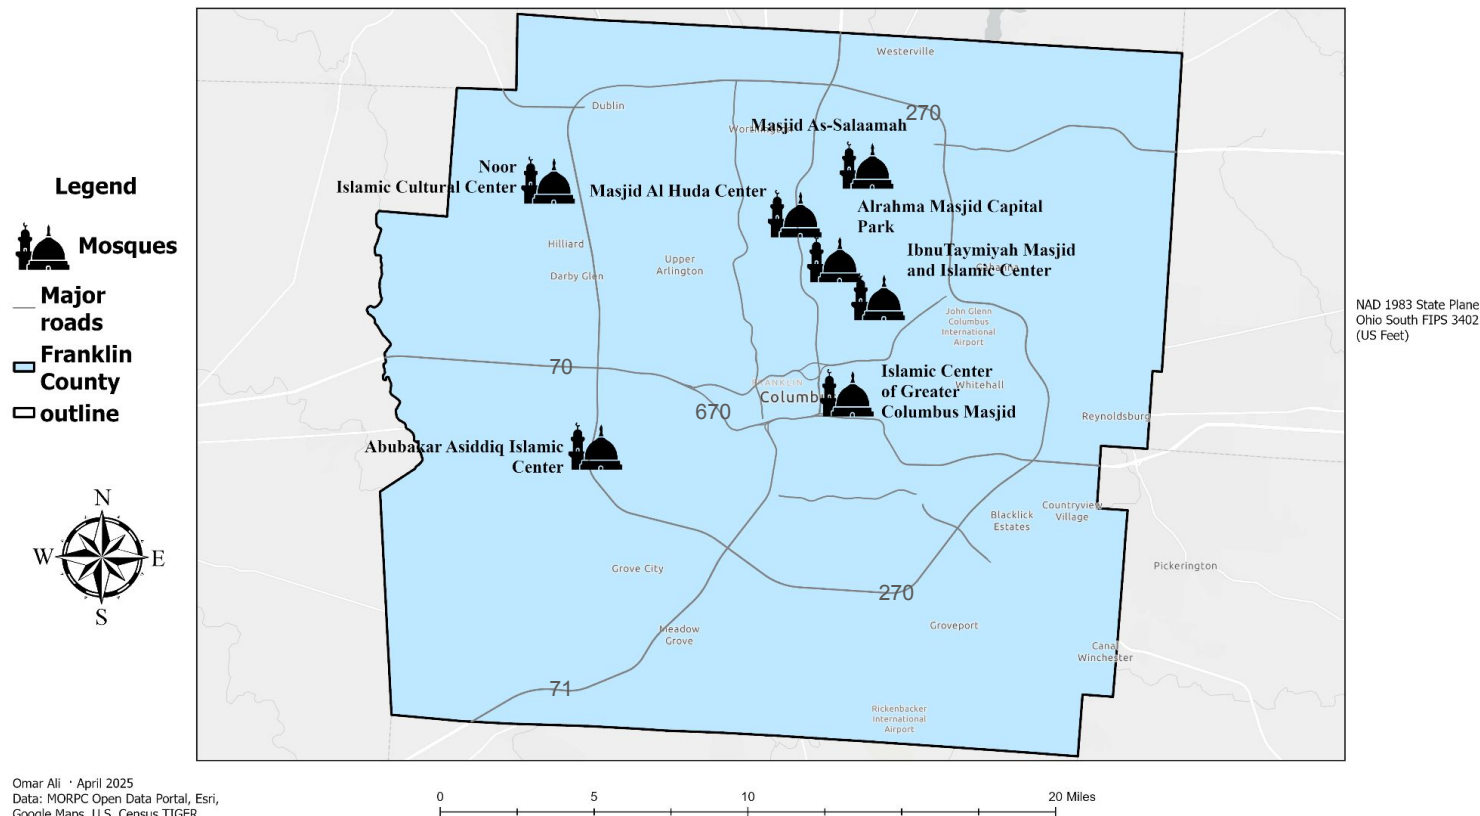 Westerville
Dublin
270
Worthington
Masjid As-Salaamah
Noor
Islamic Cultural Center
Masjid Al Huda Center
Alrahma Masjid Capital
Park
IbnuTaymiyah Masjid
and Islamic Center
Gahanna
Hilliard
Darby Glen
Upper
Arlington
John Glenn
Columbus
International
Airport
70
FRANKLIN
670
Islamic Center
of Greater
Columbus Masjid
Whitehall
Reynoldsburg
Abubakar Asiddiq Islamic
Center
Countryview
Village
Blacklick
Estates
Grove City
Pickerington
270
Meadow
Grove
Groveport
Canal
Winchester
71
Rickenbacker
International
Airport
Legend
Mosques
Major
roads
Franklin
County
outline
N
W E
S
NAD 1983 State Plane
Ohio South FIPS 3402
(US Feet)
Omar Ali · April 2025
Data: MORPC Open Data Portal, Esri,
Google Maps, U.S. Census TIGER
0 5 10 20 Miles